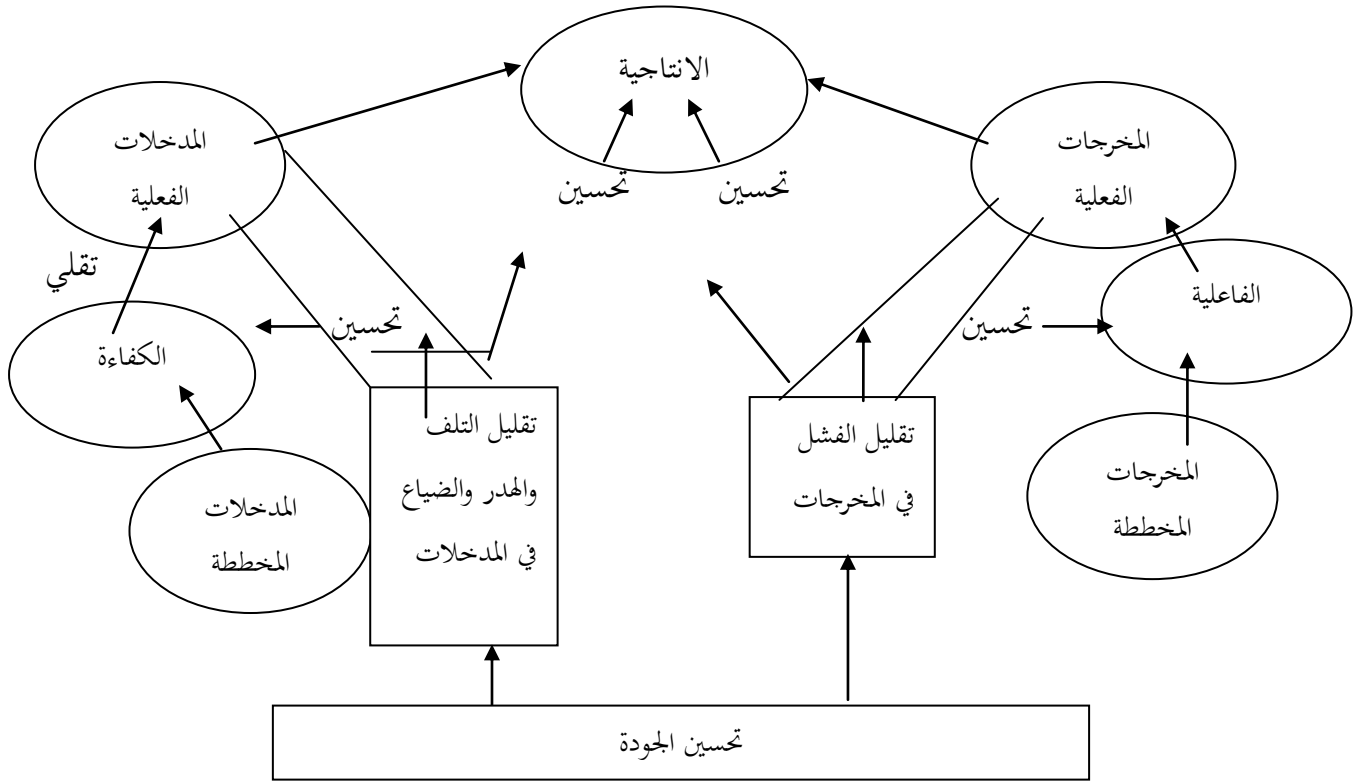 الانتاجية
المخرجات
الفعلية
المدخلات
الفعلية
تحسين
تحسين
الفاعلية
تحسين
تحسين
تقلي
الكفاءة
المخرجات
المخططة
تقليل الفشل
في المخرجات
تقليل التلف
والهدر والضياع
في المدخلات
المدخلات
المخططة
تحسين الجودة